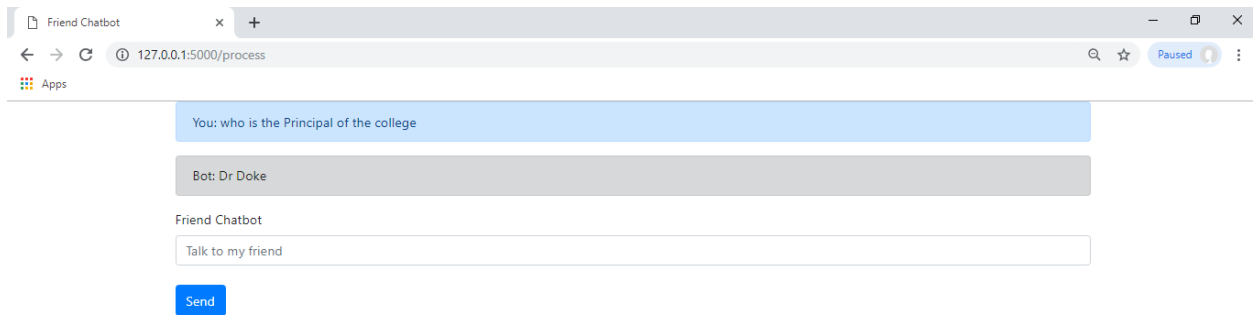 Friend Chatbot
127.0.0.1:5000/process
Paused
Apps
You: who is the Principal of the college
Bot: Dr Doke
Friend Chatbot
Talk to my friend
Send